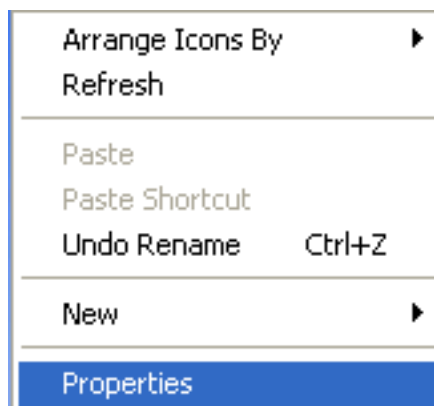 Arrange Icons By
Refresh
Paste
Paste Shortcut
Undo Rename Ctrl+Z
New
Properties